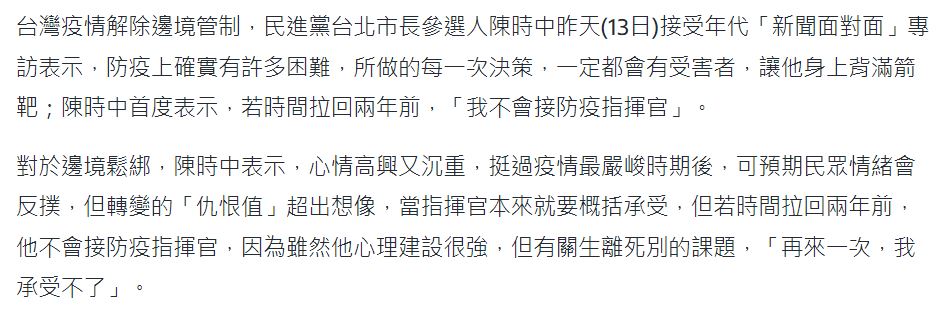 台灣疫情解除邊境管制，民進黨台北市長參選人陳時中昨天(13日)接受年代「新聞面對面」專
訪表示，防疫上確實有許多困難，所做的每一次決策，一定都會有受害者，讓他身上背滿箭
靶；陳時中首度表示，若時間拉回兩年前，「我不會接防疫指揮官」。
對於邊境鬆綁，陳時中表示，心情高興又沉重，挺過疫情最嚴峻時期後，可預期民眾情緒會
反撲，但轉變的「仇恨值」超出想像，當指揮官本來就要概括承受，但若時間拉回兩年前，
他不會接防疫指揮官，因為雖然他心理建設很強，但有關生離死別的課題，「再來一次，我
承受不了」。